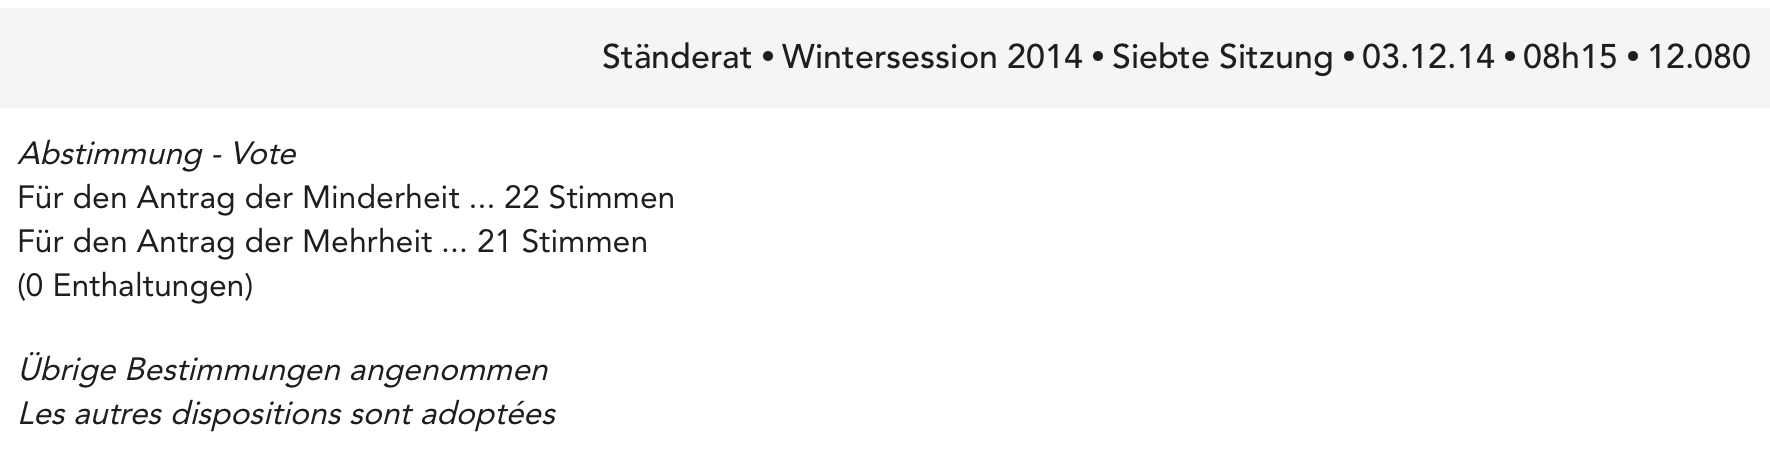 Ständerat • Wintersession 2014 • Siebte Sitzung • 03.12.14 • 08h15 • 12.080
Abstimmung - Vote
Für den Antrag der Minderheit ... 22 Stimmen
Für den Antrag der Mehrheit ... 21 Stimmen
(0 Enthaltungen)
Übrige Bestimmungen angenommen
Les autres dispositions sont adoptées